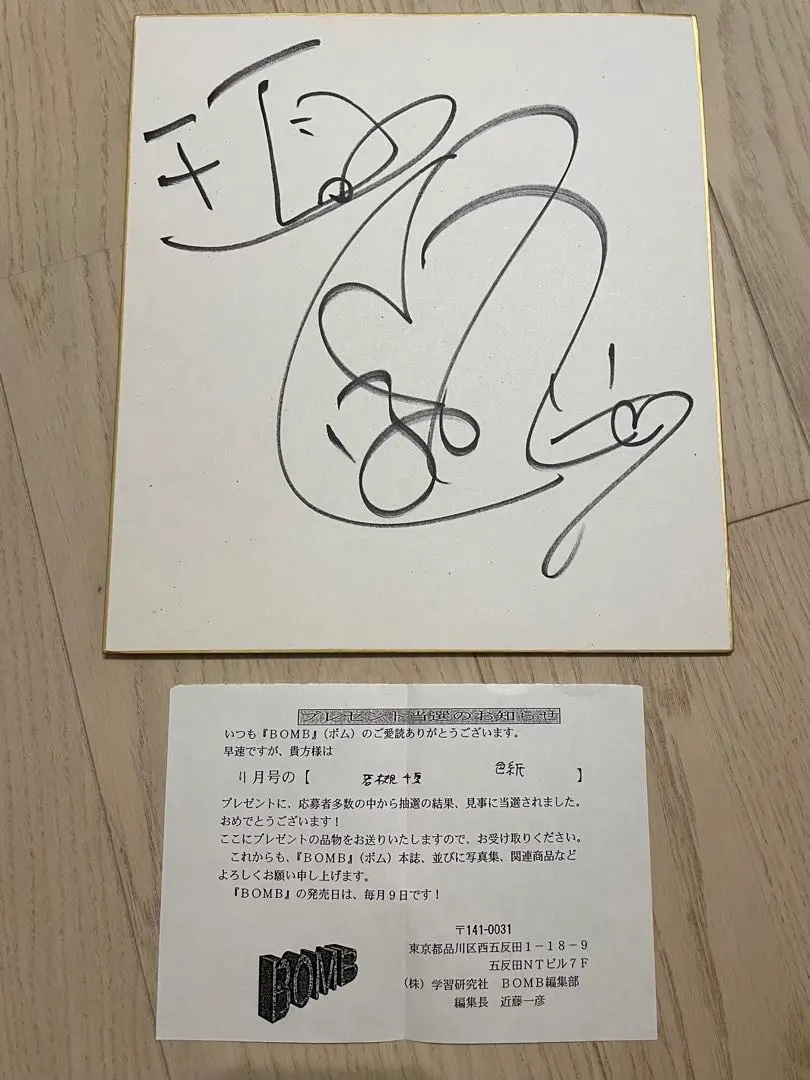 プレゼント当選のお知らせ
いつも『BOMB』(ボム)のご愛読ありがとうございます。
早速ですが、貴方様は
11月号の【 若槻千夏 色紙 】
プレゼントに、応募者多数の中から抽選の結果、見事に当選されました。
おめでとうございます!
ここにプレゼントの品物をお送りいたしますので、お受け取りください。
これからも、『BOMB』(ボム)本誌、並びに写真集、関連商品など
よろしくお願い申し上げます。
『BOMB』の発売日は、毎月9日です!
〒141-0031
東京都品川区西五反田1-18-9
五反田NTビル7F
(株) 学習研究社 BOMB編集部
編集長 近藤一彦
BOMB